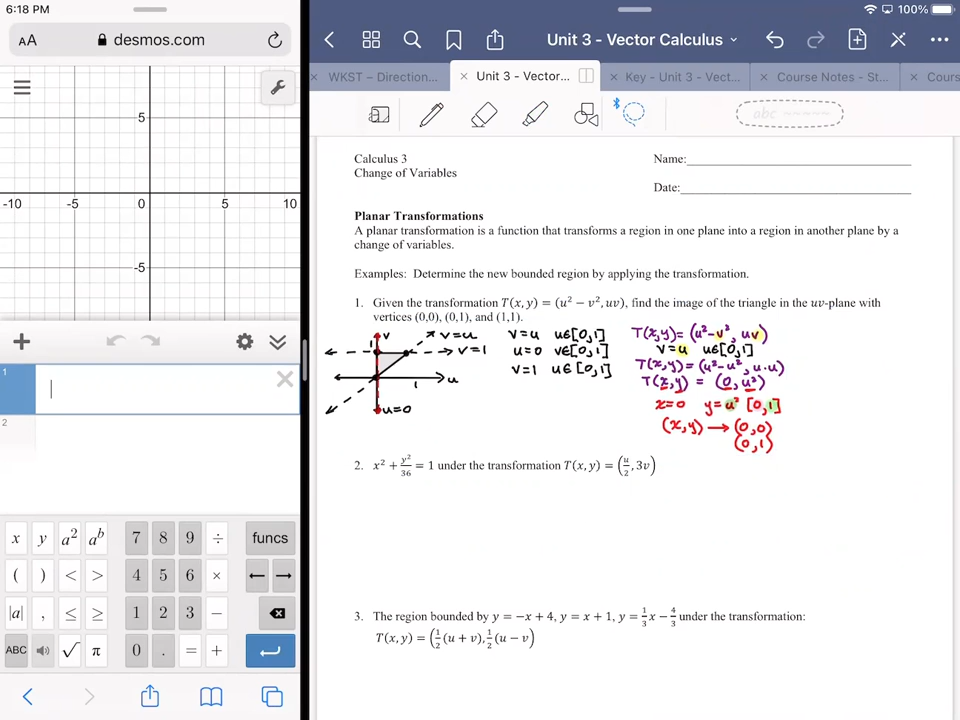 6:18 PM
100%
AA
desmos.com
Unit 3 - Vector Calculus
WKST – Direction...
Unit 3 - Vector...
Key - Unit 3 - Vect...
Course Notes - St...
Cours
abc
5
-10
-5
0
5
10
-5
1
2
x
y
a²
aᵇ
7
8
9
÷
funcs
(
)
<
>
4
5
6
×
←
→
|a|
,
≤
≥
1
2
3
−
ABC
√
π
0
.
=
+
Calculus 3
Name:
Change of Variables
Date:
Planar Transformations
A planar transformation is a function that transforms a region in one plane into a region in another plane by a
change of variables.
Examples: Determine the new bounded region by applying the transformation.
1. Given the transformation T(x, y) = (u² − v², uv), find the image of the triangle in the uv-plane with
vertices (0,0), (0,1), and (1,1).
v
v=u
1
v=1
u
1
u=0
v=u u∈[0,1]
u=0 v∈[0,1]
v=1 u∈[0,1]
T(x,y)=(u²-v², uv)
v=u u∈[0,1]
T(x,y)=(u²-u², u·u)
T(x,y) = (0, u²)
x=0 y=u² [0,1]
(x,y) → (0,0)
(0,1)
2. x² + y²/36 = 1 under the transformation T(x, y) = (u/2, 3v)
3. The region bounded by y = −x + 4, y = x + 1, y = 1/3 x − 4/3 under the transformation:
T(x, y) = (1/2 (u + v), 1/2 (u − v)